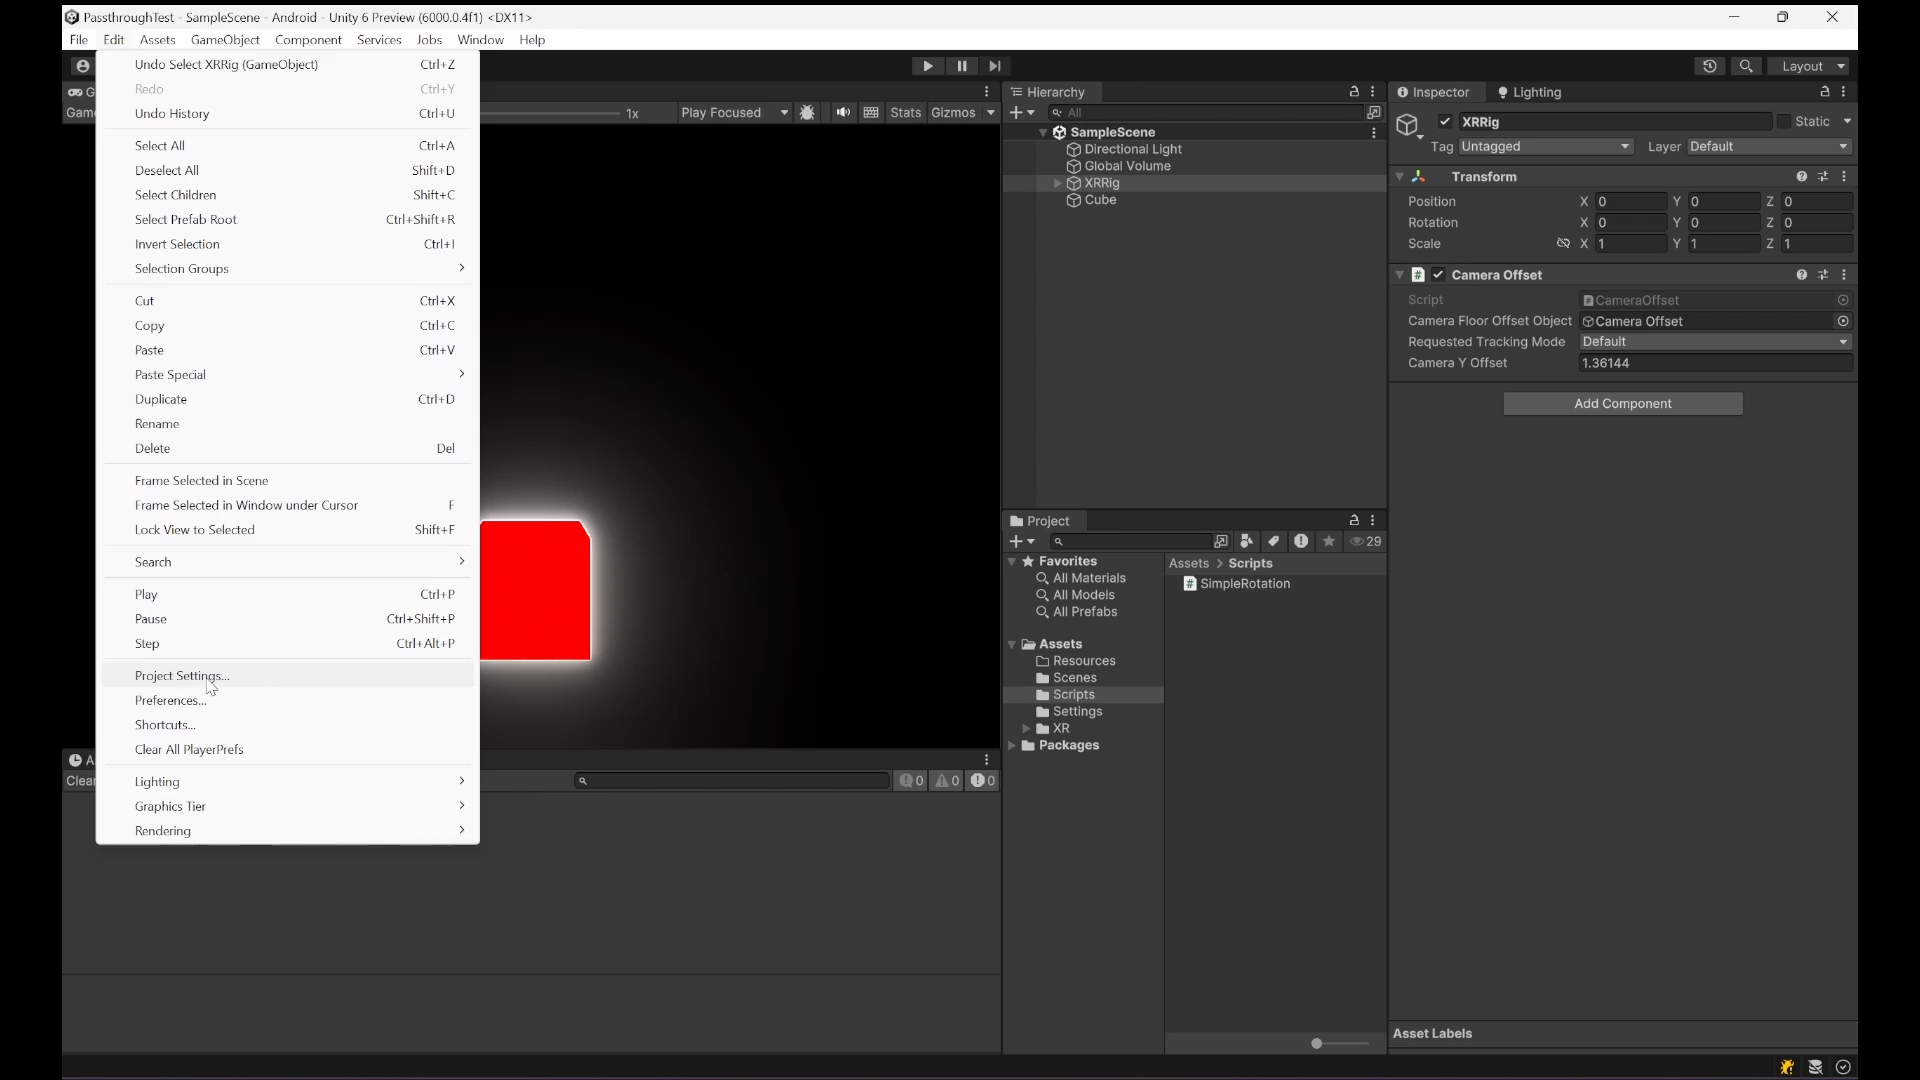 PassthroughTest - SampleScene - Android - Unity 6 Preview (6000.0.4f1) <DX11>
File Edit Assets GameObject Component Services Jobs Window Help
Layout
Undo Select XRRig (GameObject) Ctrl+Z
Redo Ctrl+Y
Undo History Ctrl+U
Select All Ctrl+A
Deselect All Shift+D
Select Children Shift+C
Select Prefab Root Ctrl+Shift+R
Invert Selection Ctrl+I
Selection Groups
Cut Ctrl+X
Copy Ctrl+C
Paste Ctrl+V
Paste Special
Duplicate Ctrl+D
Rename
Delete Del
Frame Selected in Scene
Frame Selected in Window under Cursor F
Lock View to Selected Shift+F
Search
Play Ctrl+P
Pause Ctrl+Shift+P
Step Ctrl+Alt+P
Project Settings...
Preferences...
Shortcuts...
Clear All PlayerPrefs
Lighting
Graphics Tier
Rendering
G
Game 1x Play Focused Stats Gizmos
A
Clear 0 0 0
Hierarchy
All
SampleScene
Directional Light
Global Volume
XRRig
Cube
Project
29
Favorites
All Materials
All Models
All Prefabs
Assets
Resources
Scenes
Scripts
Settings
XR
Packages
Assets > Scripts
SimpleRotation
Inspector Lighting
XRRig Static
Tag Untagged Layer Default
Transform
Position X 0 Y 0 Z 0
Rotation X 0 Y 0 Z 0
Scale X 1 Y 1 Z 1
Camera Offset
Script CameraOffset
Camera Floor Offset Object Camera Offset
Requested Tracking Mode Default
Camera Y Offset 1.36144
Add Component
Asset Labels